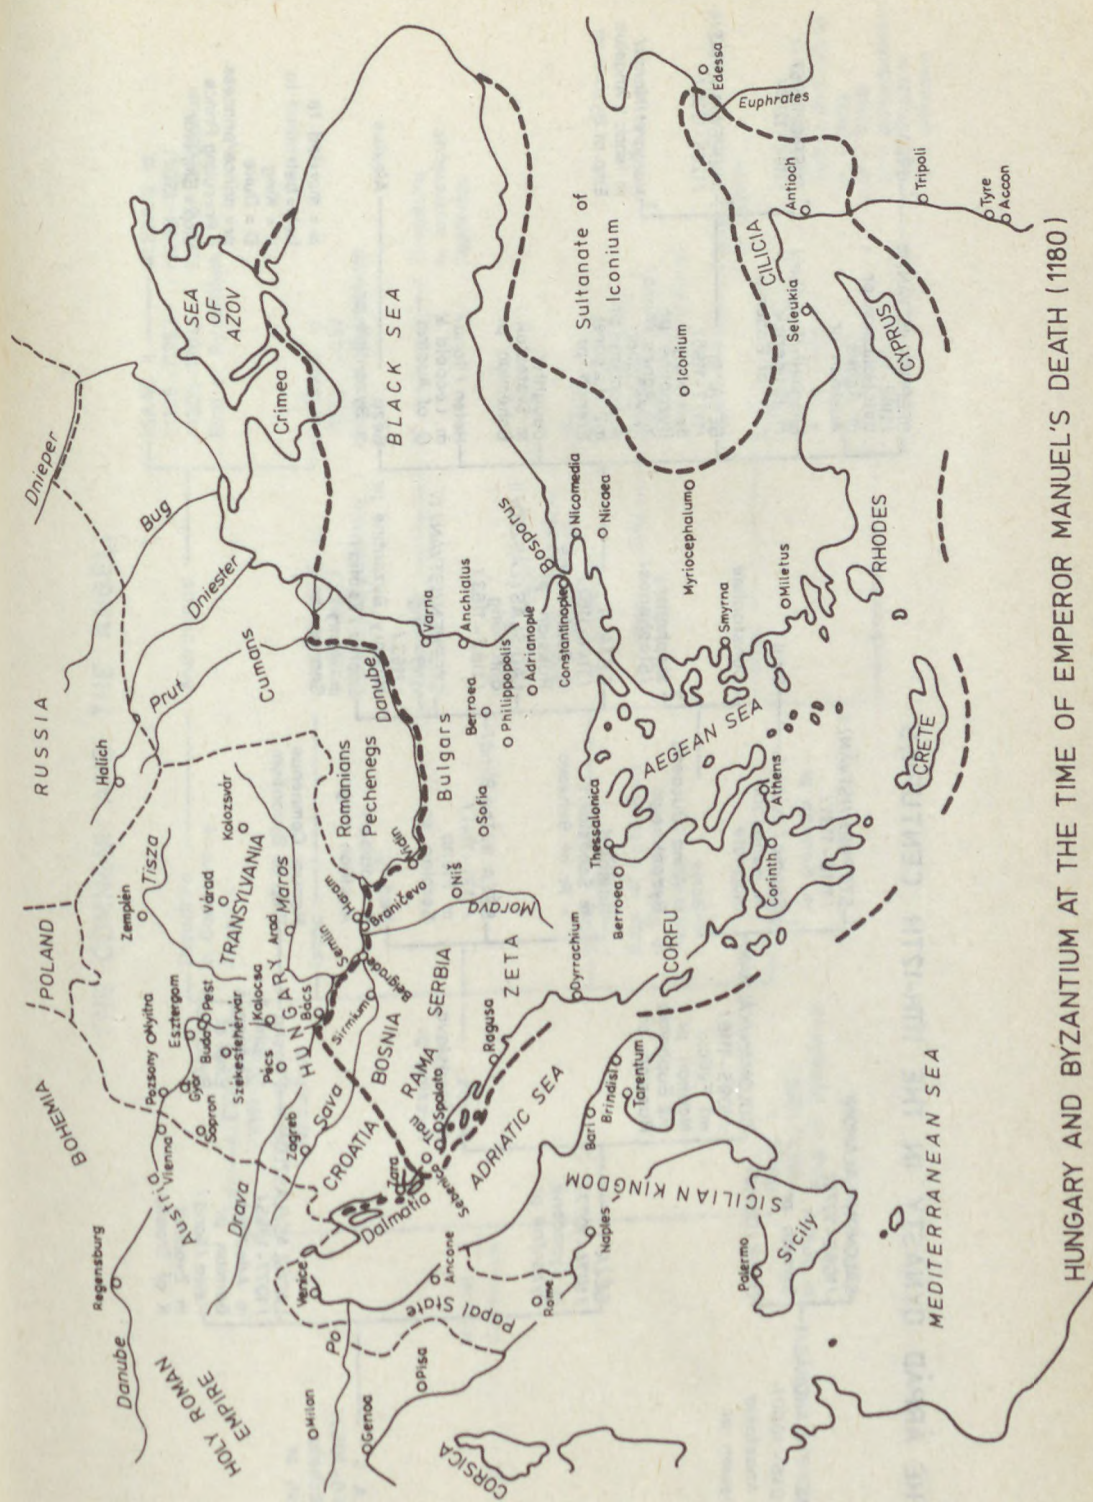 RUSSIA
POLAND
BOHEMIA
HOLY ROMAN
EMPIRE
Austri
HUNGARY
TRANSYLVANIA
CROATIA
Dalmatia
BOSNIA
RAMA
SERBIA
ZETA
Romanians
Pechenegs
Cumans
Bulgars
Papal State
SICILIAN KINGDOM
Sicily
CORSICA
CORFU
CRETE
RHODES
CYPRUS
CILICIA
Sultanate of
Iconium
Crimea
SEA
OF
AZOV
BLACK SEA
Bosporus
AEGEAN SEA
ADRIATIC SEA
MEDITERRANEAN SEA
Danube
Regensburg
Vienna
Pozsony
Nyitra
Esztergom
Győr
Buda
Pest
Sopron
Székesfehérvár
Kalocsa
Pécs
Bács
Zemplén
Várad
Kolozsvár
Arad
Tisza
Maros
Drava
Sava
Zagreb
Sirmium
Semlin
Belgrade
Haram
Braničevo
Vidin
Niš
Morava
Sofia
Danube
Halich
Prut
Dniester
Bug
Dnieper
Varna
Anchialus
Berroea
Philippopolis
Adrianople
Constantinople
Nicomedia
Nicaea
Myriocephalum
Iconium
Smyrna
Miletus
Seleukia
Antioch
Edessa
Euphrates
Tripoli
Tyre
Accon
Thessalonica
Berroea
Athens
Corinth
Dyrrachium
Ragusa
Spalato
Trau
Sebenico
Zara
Venice
Po
Milan
Genoa
Pisa
Ancone
Rome
Naples
Bari
Brindisi
Tarentum
Palermo
HUNGARY AND BYZANTIUM AT THE TIME OF EMPEROR MANUEL'S DEATH (1180)